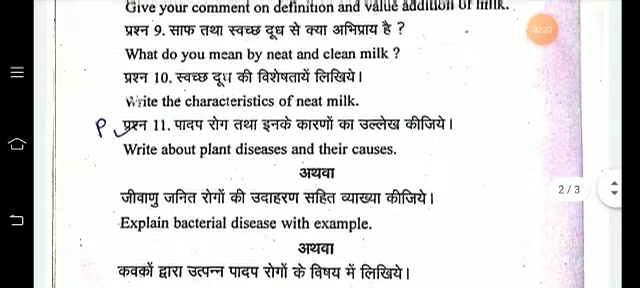 Give your comment on definition and value addition of milk.
02:23
प्रश्न 9. साफ तथा स्वच्छ दूध से क्या अभिप्राय है ?
What do you mean by neat and clean milk ?
प्रश्न 10. स्वच्छ दूध की विशेषतायें लिखिये।
Write the characteristics of neat milk.
P प्रश्न 11. पादप रोग तथा इनके कारणों का उल्लेख कीजिये।
Write about plant diseases and their causes.
अथवा
2 / 3
जीवाणु जनित रोगों की उदाहरण सहित व्याख्या कीजिये।
Explain bacterial disease with example.
अथवा
कवकों द्वारा उत्पन्न पादप रोगों के विषय में लिखिये।